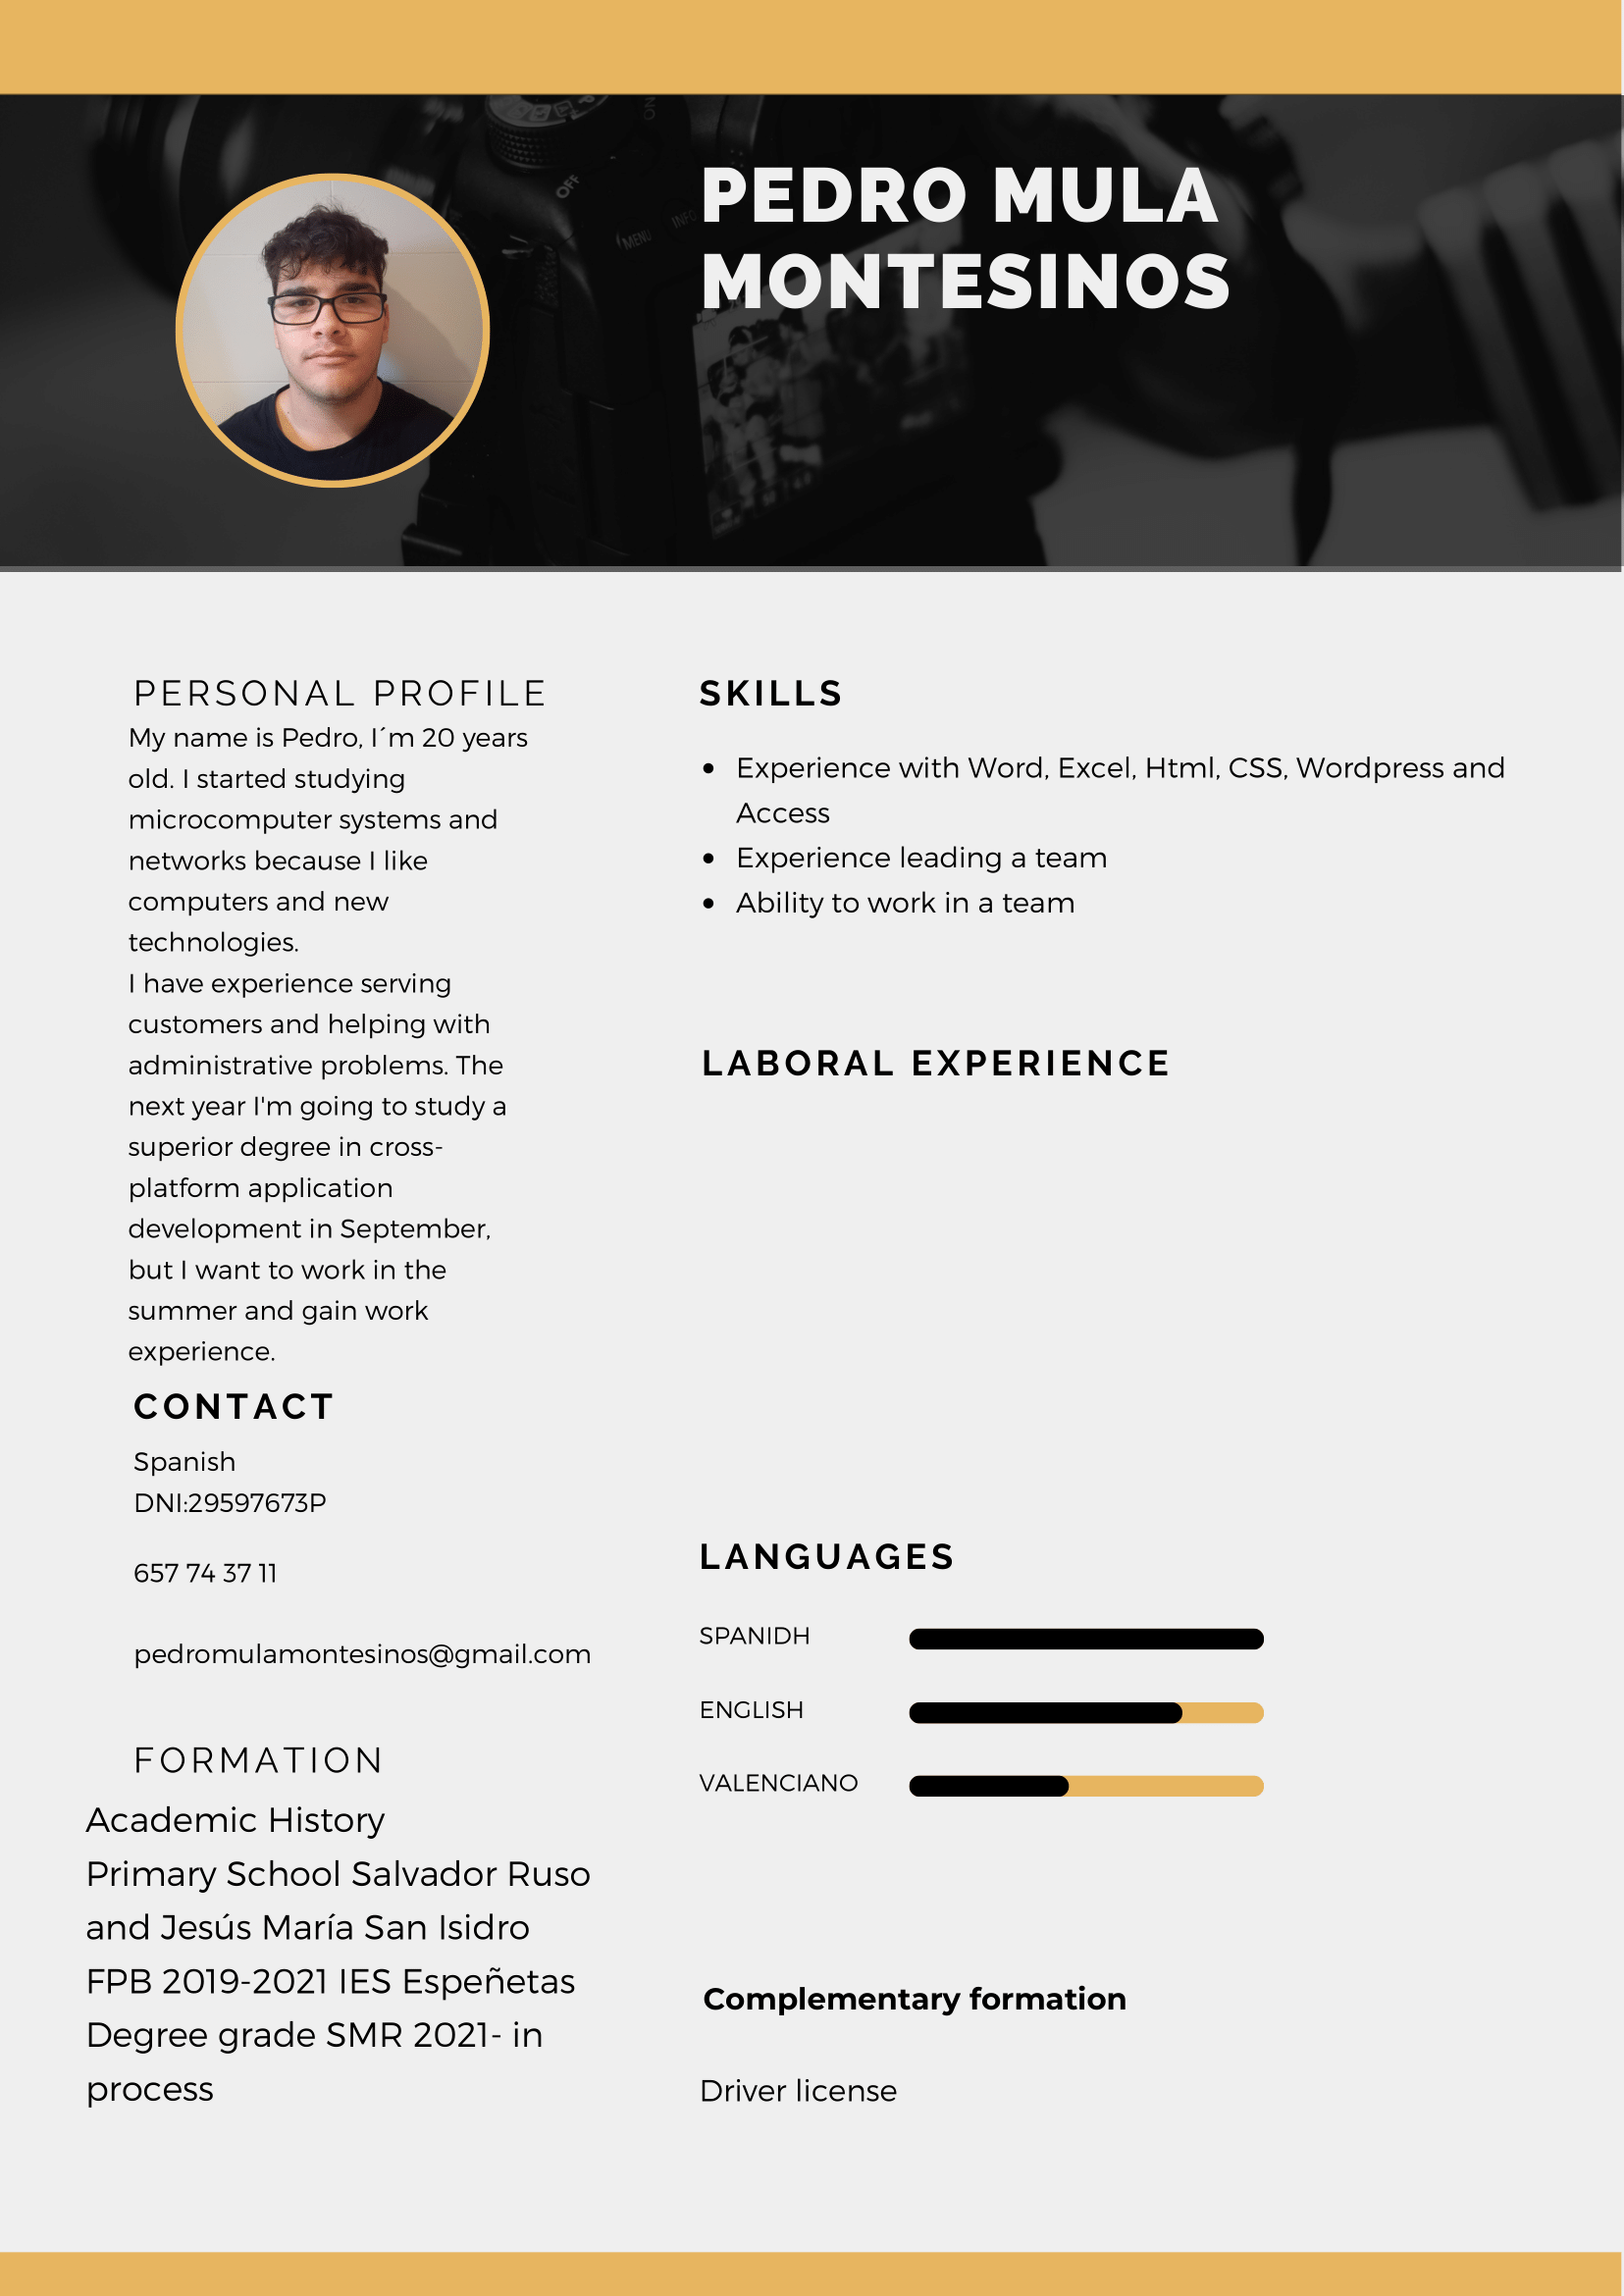 ON
OFF
MENU
INFO
PEDRO MULA
MONTESINOS
PERSONAL PROFILE
My name is Pedro, I´m 20 years
old. I started studying
microcomputer systems and
networks because I like
computers and new
technologies.
I have experience serving
customers and helping with
administrative problems. The
next year I'm going to study a
superior degree in cross-
platform application
development in September,
but I want to work in the
summer and gain work
experience.
CONTACT
Spanish
DNI:29597673P
657 74 37 11
pedromulamontesinos@gmail.com
FORMATION
Academic History
Primary School Salvador Ruso
and Jesús María San Isidro
FPB 2019-2021 IES Espeñetas
Degree grade SMR 2021- in
process
SKILLS
• Experience with Word, Excel, Html, CSS, Wordpress and
Access
• Experience leading a team
• Ability to work in a team
LABORAL EXPERIENCE
LANGUAGES
SPANIDH
ENGLISH
VALENCIANO
Complementary formation
Driver license